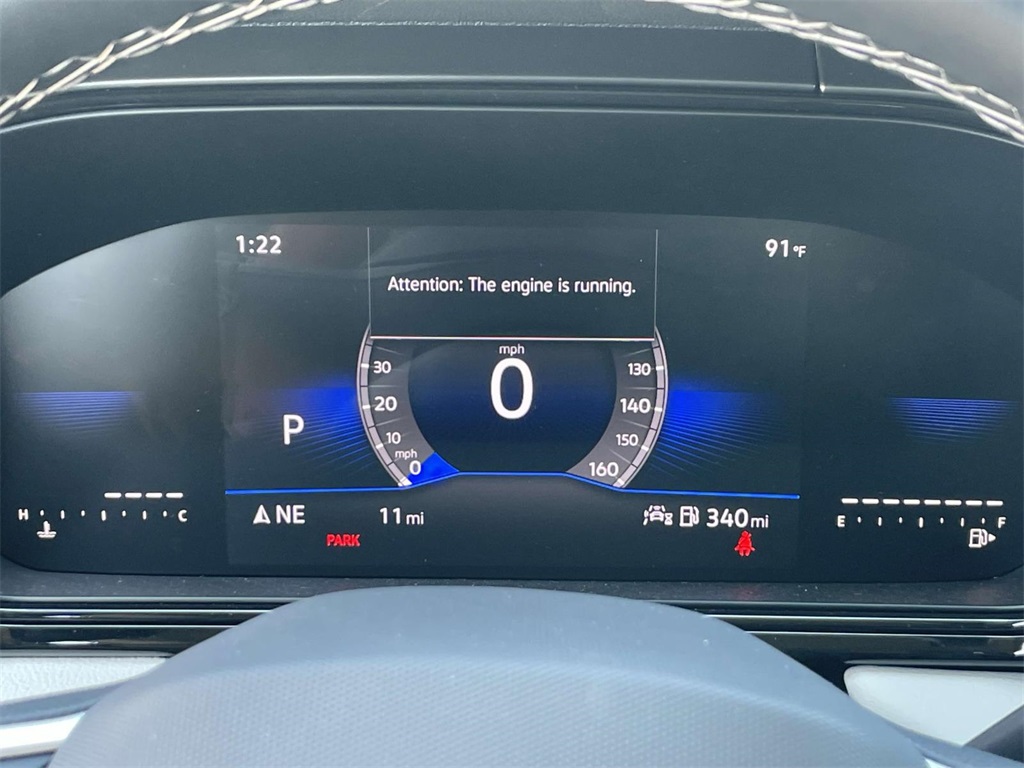 1:22
91°F
Attention: The engine is running.
mph
0
30
20
10
mph
0
130
140
150
160
P
H C
E F
NE
11 mi
340 mi
PARK